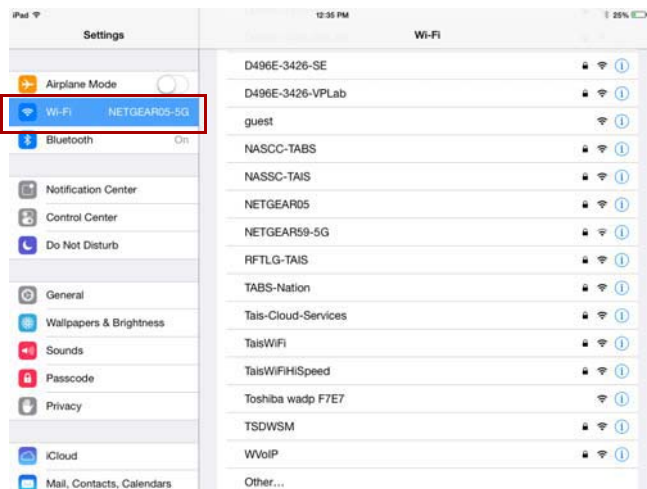 iPad
12:35 PM
25%
Settings
Wi-Fi
Airplane Mode
Wi-Fi NETGEAR05-5G
Bluetooth On
Notification Center
Control Center
Do Not Disturb
General
Wallpapers & Brightness
Sounds
Passcode
Privacy
iCloud
Mail, Contacts, Calendars
D496E-3426-SE
D496E-3426-VPLab
guest
NASCC-TABS
NASSC-TAIS
NETGEAR05
NETGEAR59-5G
RFTLG-TAIS
TABS-Nation
Tais-Cloud-Services
TaisWiFi
TaisWiFiHiSpeed
Toshiba wadp F7E7
TSDWSM
WVoIP
Other...